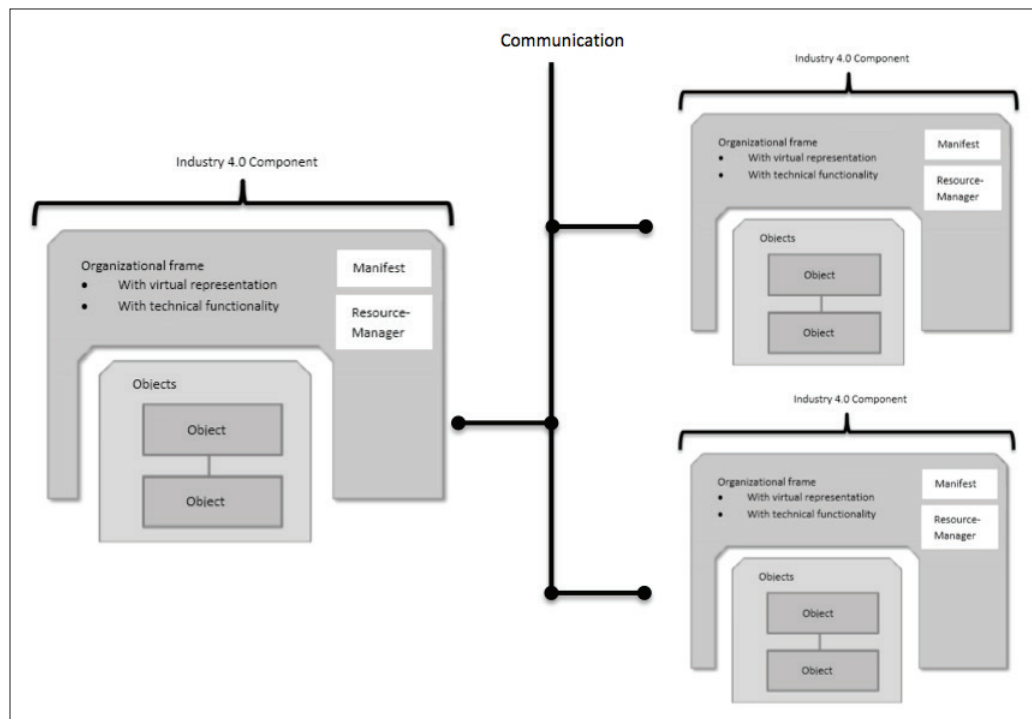 Communication
Industry 4.0 Component
Organizational frame
• With virtual representation
• With technical functionality
Manifest
Resource-
Manager
Objects
Object
Object
Industry 4.0 Component
Organizational frame
• With virtual representation
• With technical functionality
Manifest
Resource-
Manager
Objects
Object
Object
Industry 4.0 Component
Organizational frame
• With virtual representation
• With technical functionality
Manifest
Resource-
Manager
Objects
Object
Object